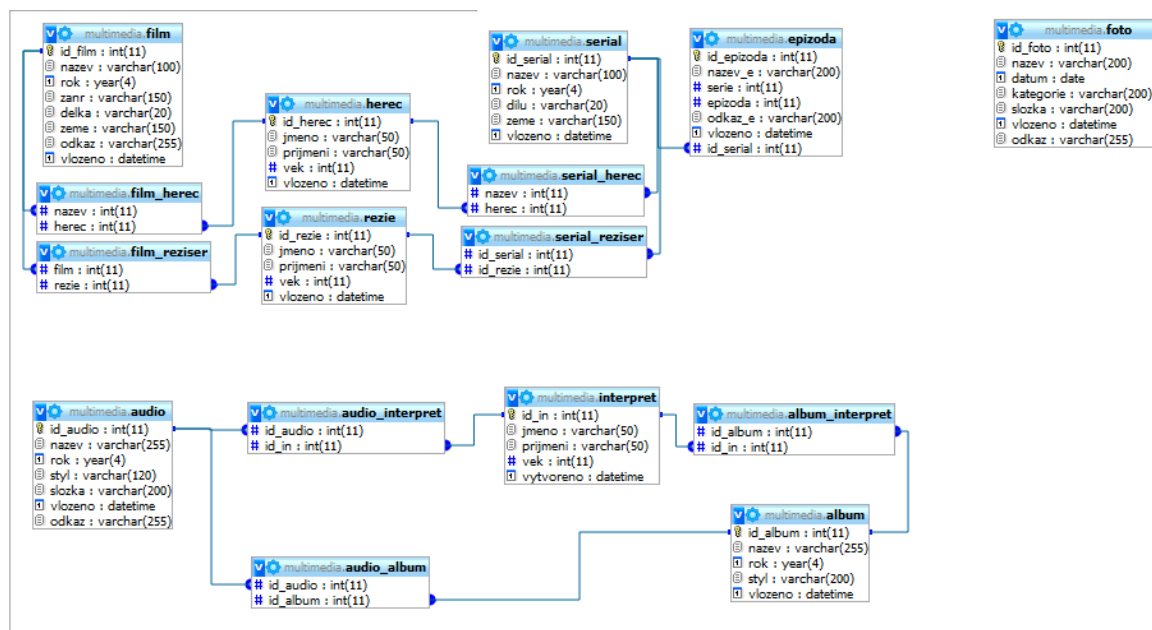 multimedia.film
id_film : int(11)
nazev : varchar(100)
rok : year(4)
zanr : varchar(150)
delka : varchar(20)
zeme : varchar(150)
odkaz : varchar(255)
vlozeno : datetime
multimedia.film_herec
nazev : int(11)
herec : int(11)
multimedia.film_reziser
film : int(11)
rezie : int(11)
multimedia.herec
id_herec : int(11)
jmeno : varchar(50)
prijmeni : varchar(50)
vek : int(11)
vlozeno : datetime
multimedia.rezie
id_rezie : int(11)
jmeno : varchar(50)
prijmeni : varchar(50)
vek : int(11)
vlozeno : datetime
multimedia.serial
id_serial : int(11)
nazev : varchar(100)
rok : year(4)
dilu : varchar(20)
zeme : varchar(150)
vlozeno : datetime
multimedia.serial_herec
nazev : int(11)
herec : int(11)
multimedia.serial_reziser
id_serial : int(11)
id_rezie : int(11)
multimedia.epizoda
id_epizoda : int(11)
nazev_e : varchar(200)
serie : int(11)
epizoda : int(11)
odkaz_e : varchar(200)
vlozeno : datetime
id_serial : int(11)
multimedia.foto
id_foto : int(11)
nazev : varchar(200)
datum : date
kategorie : varchar(200)
slozka : varchar(200)
vlozeno : datetime
odkaz : varchar(255)
multimedia.audio
id_audio : int(11)
nazev : varchar(255)
rok : year(4)
styl : varchar(120)
slozka : varchar(200)
vlozeno : datetime
odkaz : varchar(255)
multimedia.audio_interpret
id_audio : int(11)
id_in : int(11)
multimedia.interpret
id_in : int(11)
jmeno : varchar(50)
prijmeni : varchar(50)
vek : int(11)
vytvoreno : datetime
multimedia.album_interpret
id_album : int(11)
id_in : int(11)
multimedia.audio_album
id_audio : int(11)
id_album : int(11)
multimedia.album
id_album : int(11)
nazev : varchar(255)
rok : year(4)
styl : varchar(200)
vlozeno : datetime